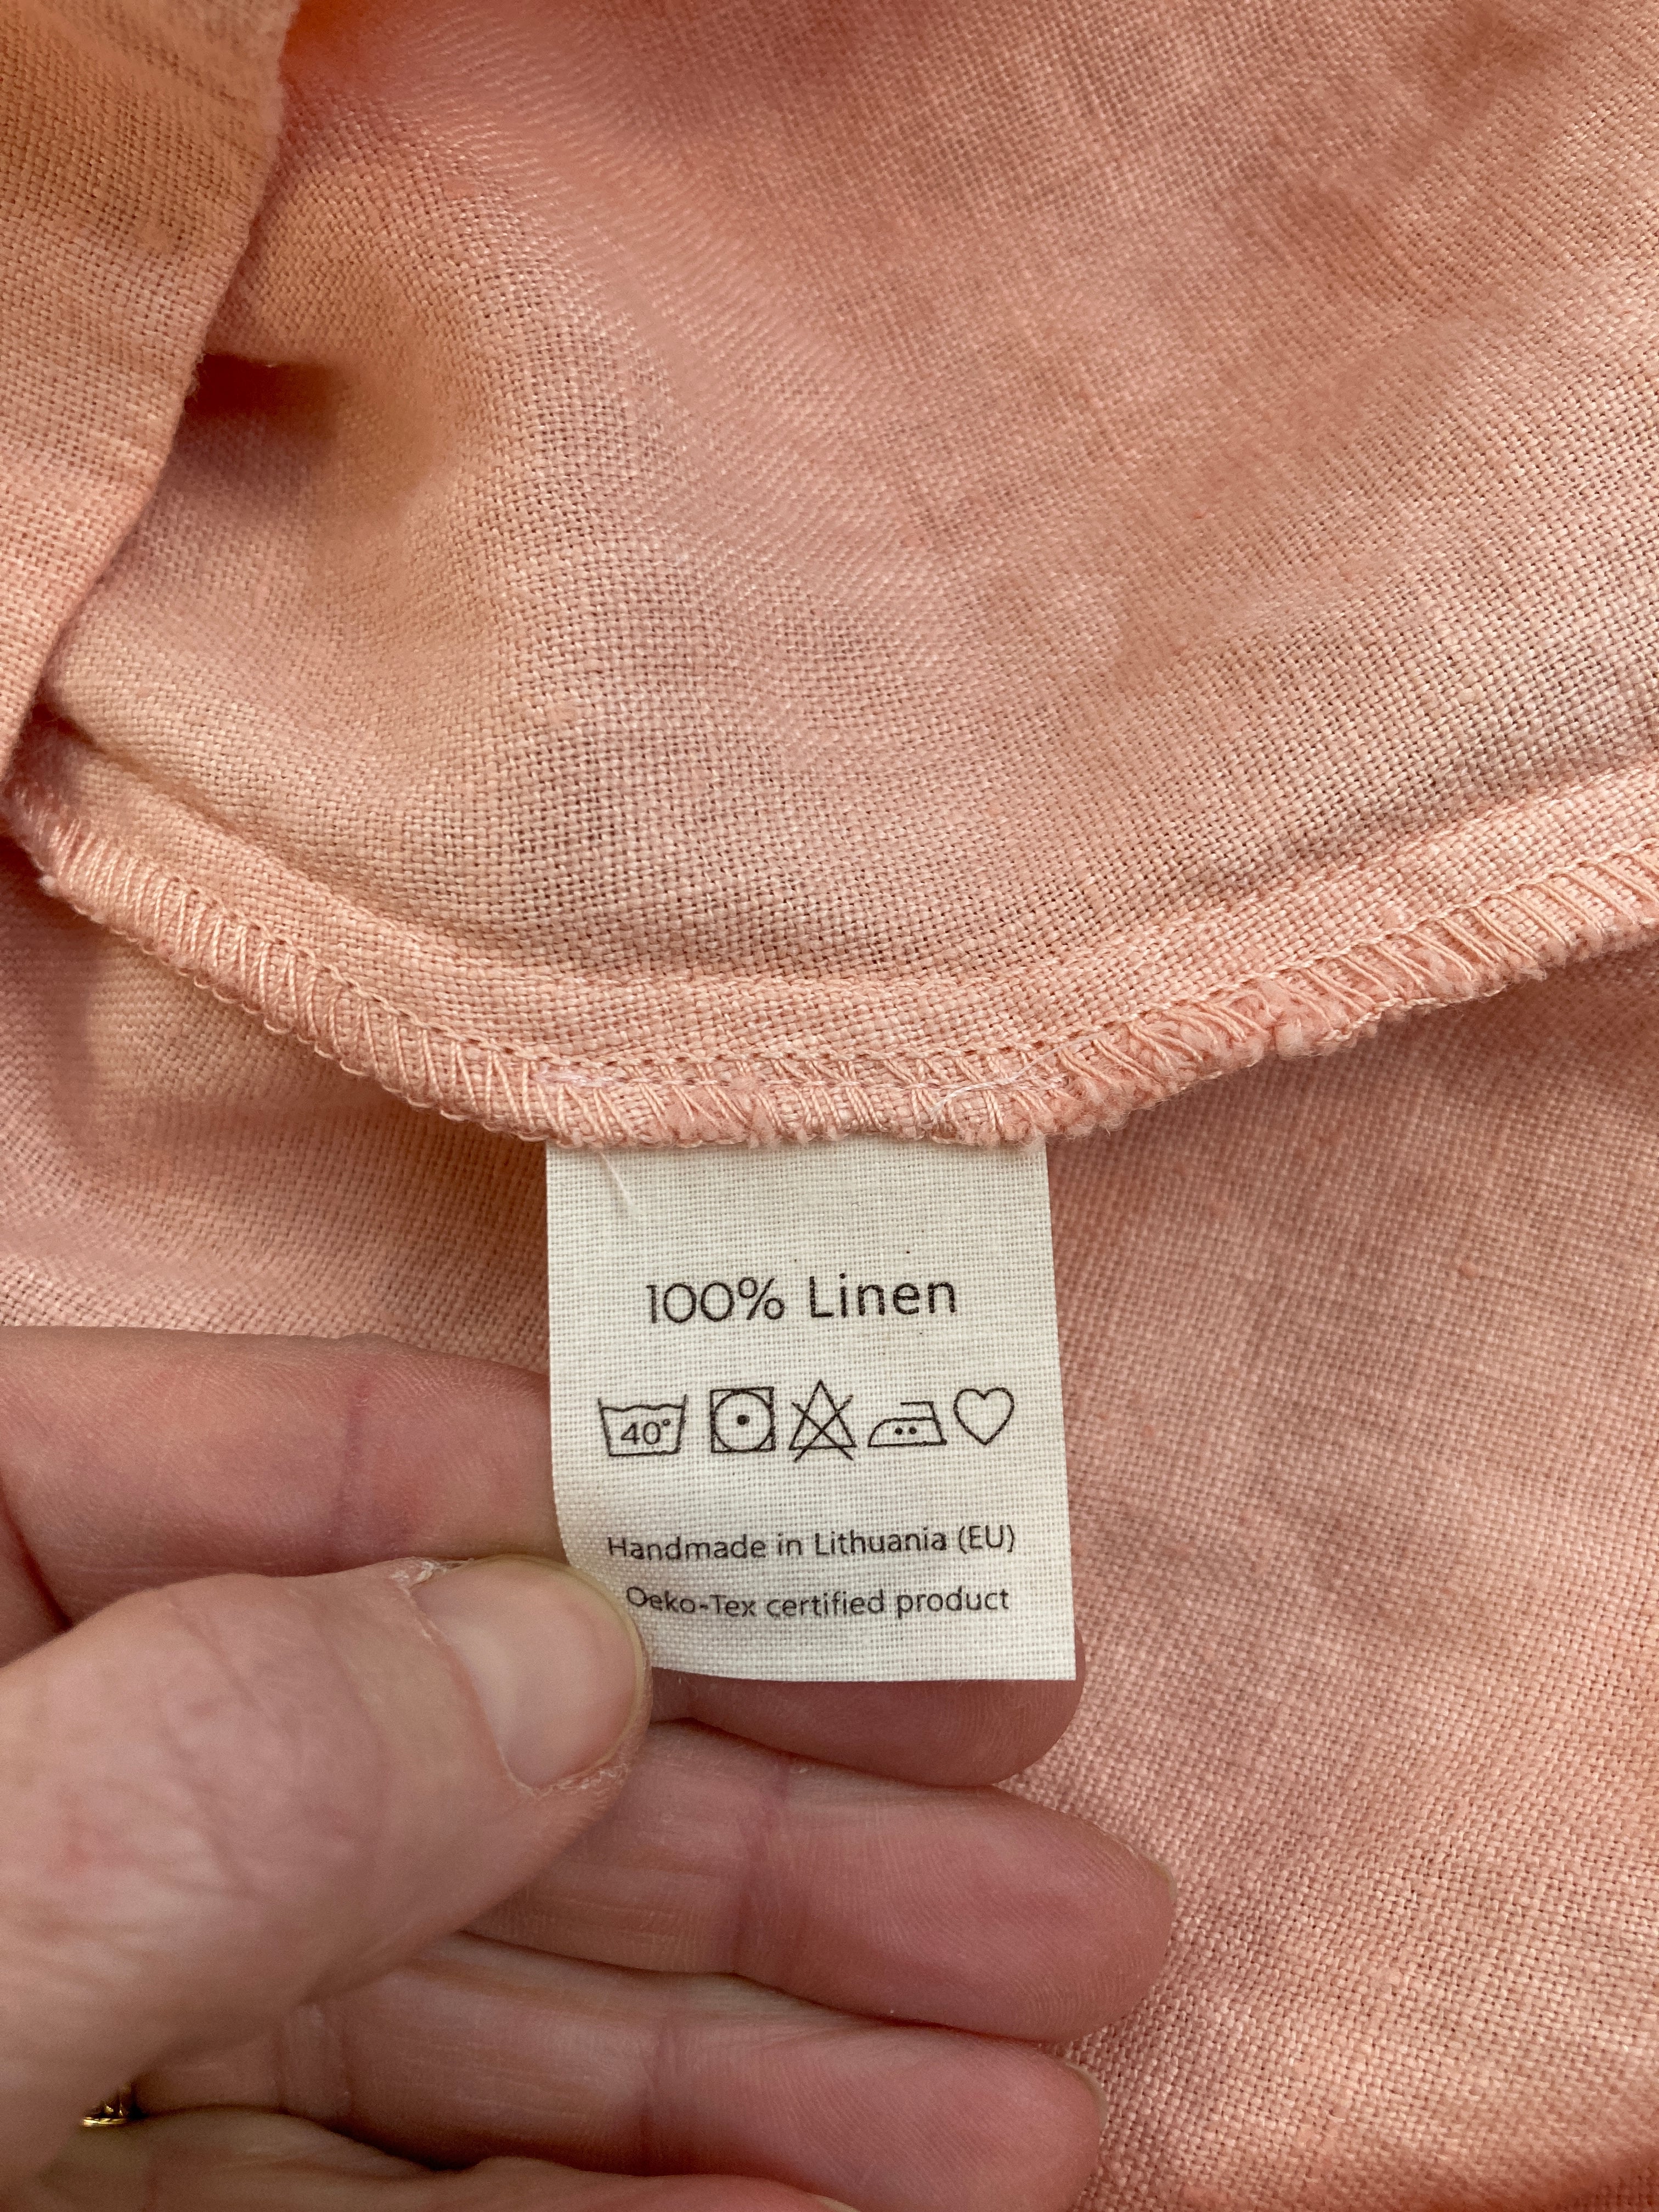 100% Linen
40°
Handmade in Lithuania (EU)
Oeko-Tex certified product